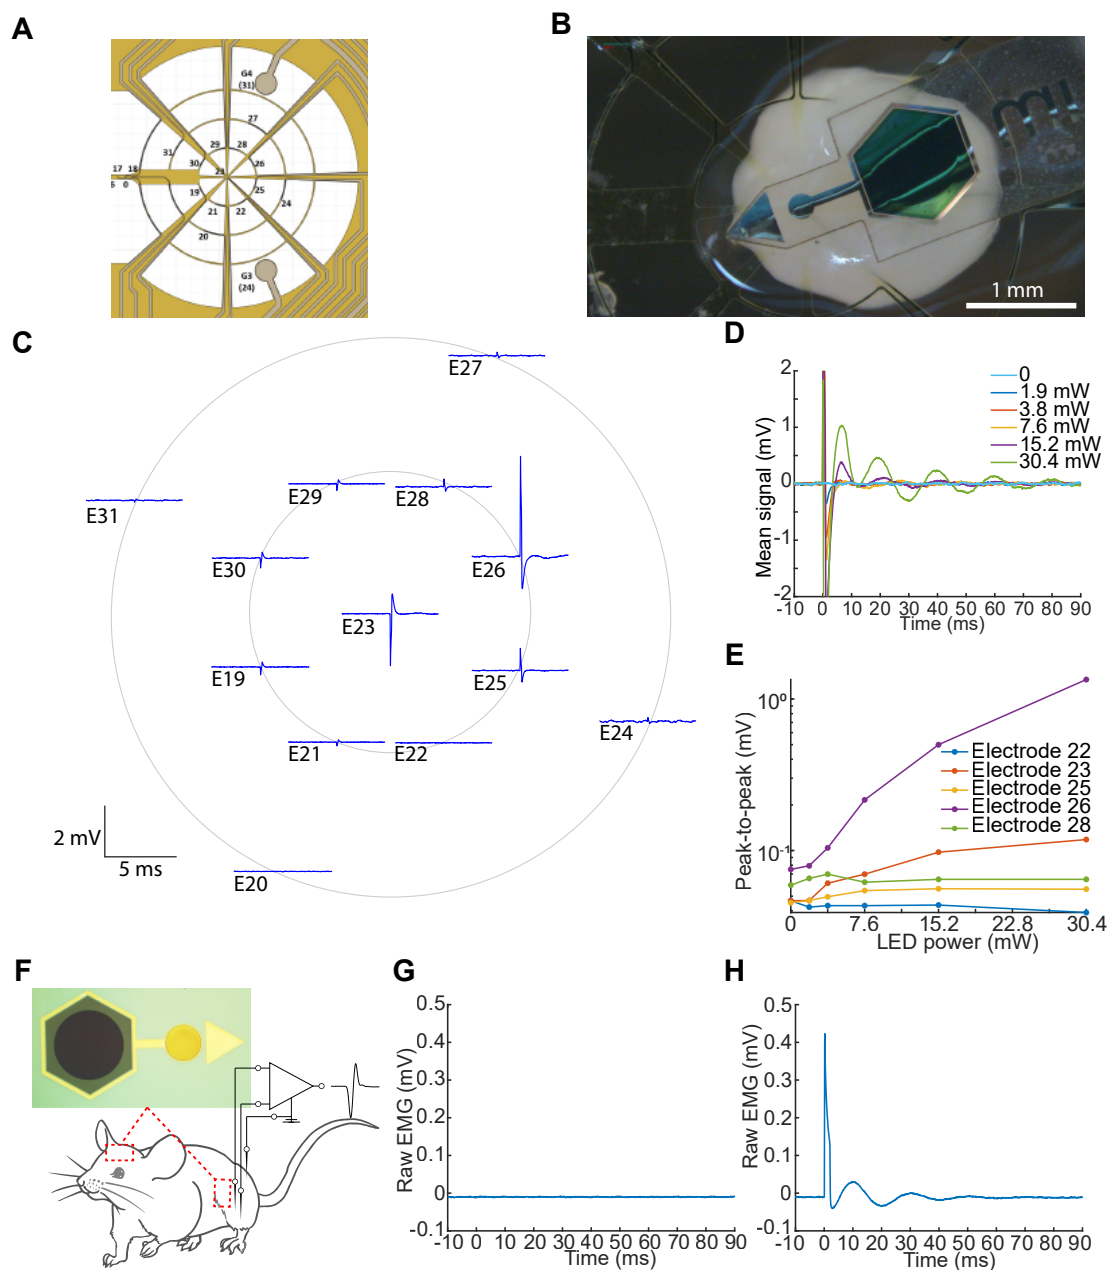 A
G4
(31)
27
29
28
31
30
26
23
17 18
6 0
19
25
24
21
22
20
G3
(24)
B
1 mm
C
E27
E31
E29
E28
E30
E26
E23
E19
E25
E21
E22
E24
E20
2 mV
5 ms
D
Mean signal (mV)
2
1
0
-1
-2
-10 0 10 20 30 40 50 60 70 80 90
Time (ms)
0
1.9 mW
3.8 mW
7.6 mW
15.2 mW
30.4 mW
E
Peak-to-peak (mV)
10⁰
10⁻¹
0 7.6 15.2 22.8 30.4
LED power (mW)
Electrode 22
Electrode 23
Electrode 25
Electrode 26
Electrode 28
F
G
Raw EMG (mV)
0.5
0.4
0.3
0.2
0.1
0
-0.1
-10 0 10 20 30 40 50 60 70 80 90
Time (ms)
H
Raw EMG (mV)
0.5
0.4
0.3
0.2
0.1
0
-0.1
-10 0 10 20 30 40 50 60 70 80 90
Time (ms)